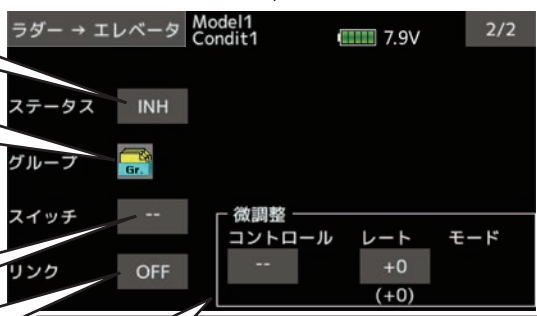 ラダー → エレベータ
Model1
Condit1
7.9V
2/2
ステータス INH
グループ Gr.
スイッチ --
リンク OFF
微調整
コントロール レート モード
-- +0
(+0)